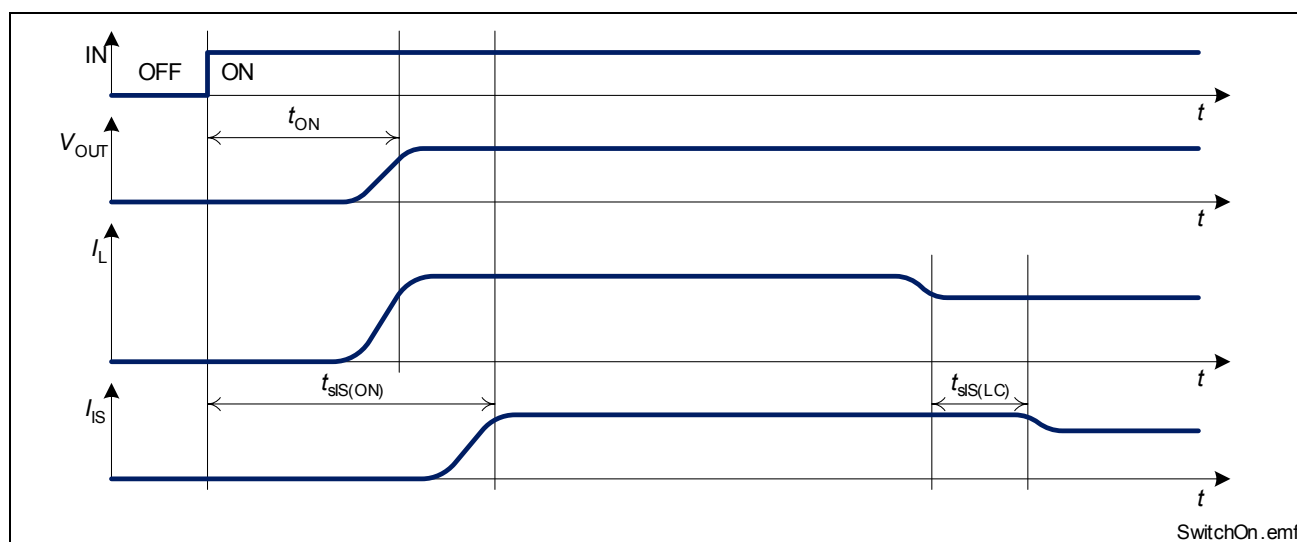 IN
OFF
ON
t
tON
VOUT
t
IL
t
tsIS(ON)
tsIS(LC)
IIS
t
SwitchOn.emf